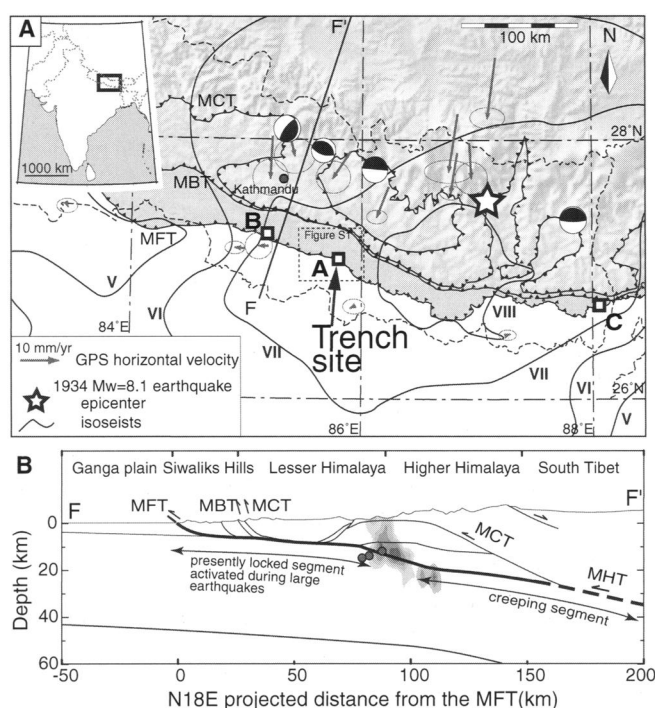 A
F'
100 km
N
MCT
28°N
1000 km
MBT
Kathmandu
B
MFT
Figure S1
A
V
F
VIII
C
84°E
VI
Trench
site
10 mm/yr
VII
GPS horizontal velocity
VII
1934 Mw=8.1 earthquake
epicenter
VI
26°N
isoseists
86°E
88°E
V
B
Ganga plain Siwaliks Hills Lesser Himalaya Higher Himalaya South Tibet
F
MFT
MBT
MCT
F'
0
MCT
presently locked segment
activated during large
earthquakes
MHT
20
creeping segment
Depth (km)
40
60
-50 0 50 100 150 200
N18E projected distance from the MFT(km)